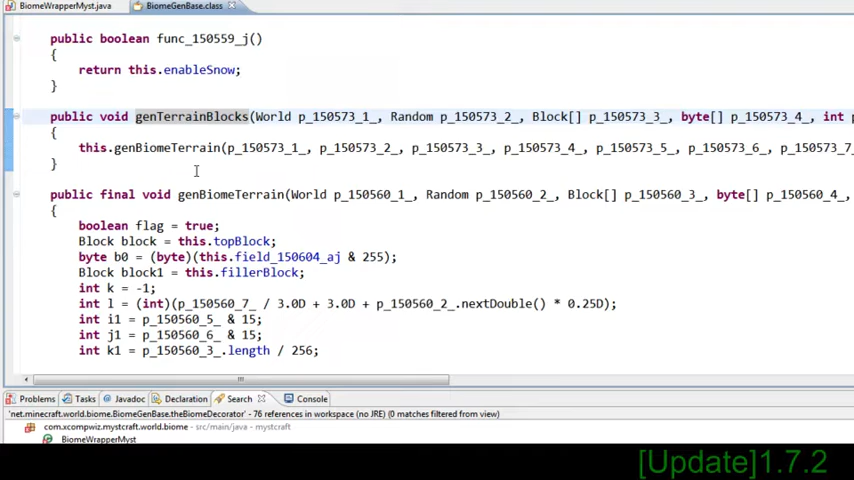 BiomeWrapperMyst.java BiomeGenBase.class
public boolean func_150559_j()
{
return this.enableSnow;
}
public void genTerrainBlocks(World p_150573_1_, Random p_150573_2_, Block[] p_150573_3_, byte[] p_150573_4_, int p
{
this.genBiomeTerrain(p_150573_1_, p_150573_2_, p_150573_3_, p_150573_4_, p_150573_5_, p_150573_6_, p_150573_7_
}
public final void genBiomeTerrain(World p_150560_1_, Random p_150560_2_, Block[] p_150560_3_, byte[] p_150560_4_,
{
boolean flag = true;
Block block = this.topBlock;
byte b0 = (byte)(this.field_150604_aj & 255);
Block block1 = this.fillerBlock;
int k = -1;
int l = (int)(p_150560_7_ / 3.0D + 3.0D + p_150560_2_.nextDouble() * 0.25D);
int i1 = p_150560_5_ & 15;
int j1 = p_150560_6_ & 15;
int k1 = p_150560_3_.length / 256;
Problems Tasks @ Javadoc Declaration Search Console
'net.minecraft.world.biome.BiomeGenBase.theBiomeDecorator' - 76 references in workspace (no JRE) (0 matches filtered from view)
com.xcompwiz.mystcraft.world.biome - src/main/java - mystcraft
BiomeWrapperMyst
[Update]1.7.2